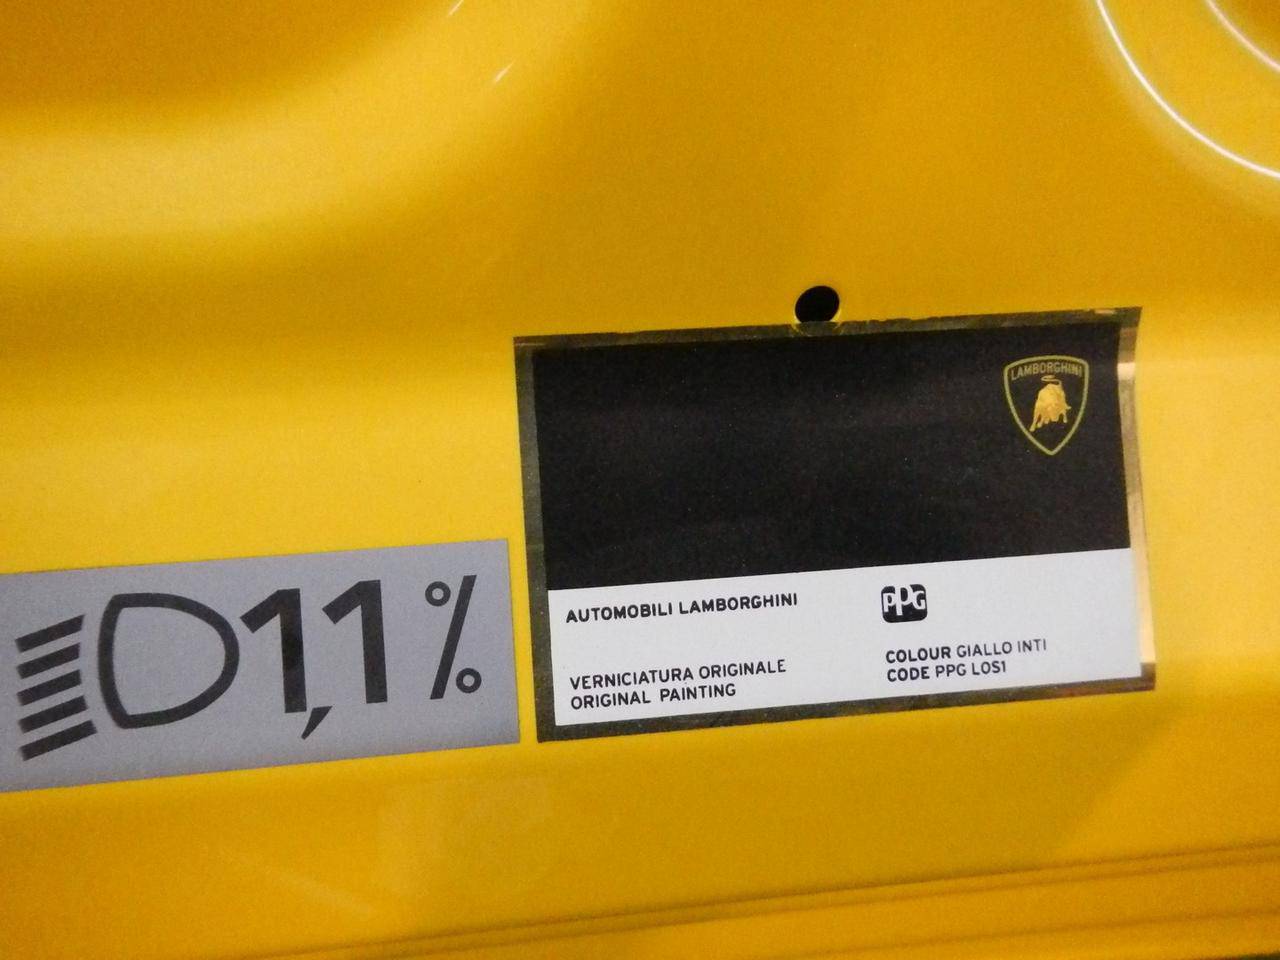 1,1%
LAMBORGHINI
AUTOMOBILI LAMBORGHINI
PPG
VERNICIATURA ORIGINALE
ORIGINAL PAINTING
COLOUR GIALLO INTI
CODE PPG LOS1